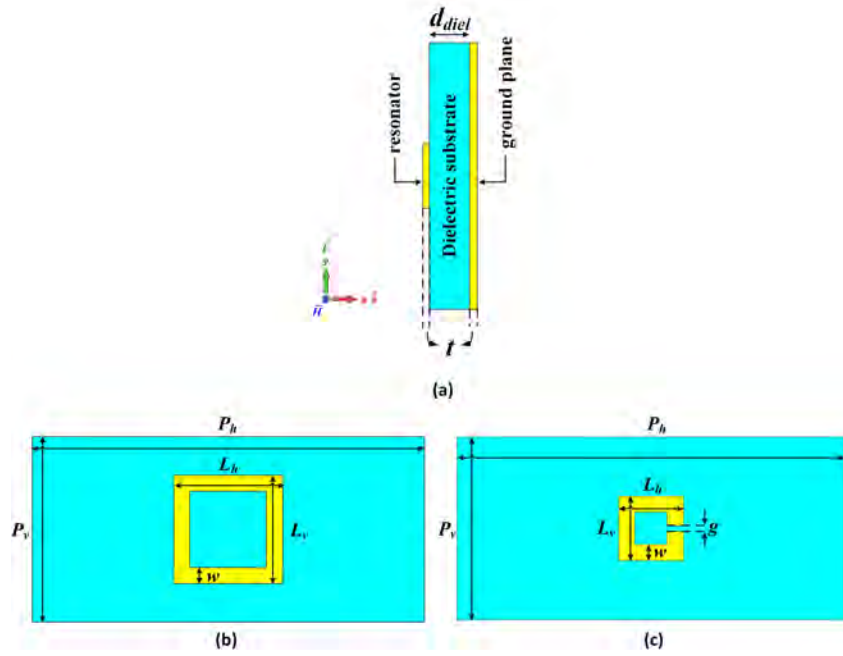 d_diel
resonator
Dielectric substrate
ground plane
y
H
t
(a)
P_h
L_h
P_v
L_v
w
(b)
P_h
L_h
P_v
L_v
g
w
(c)